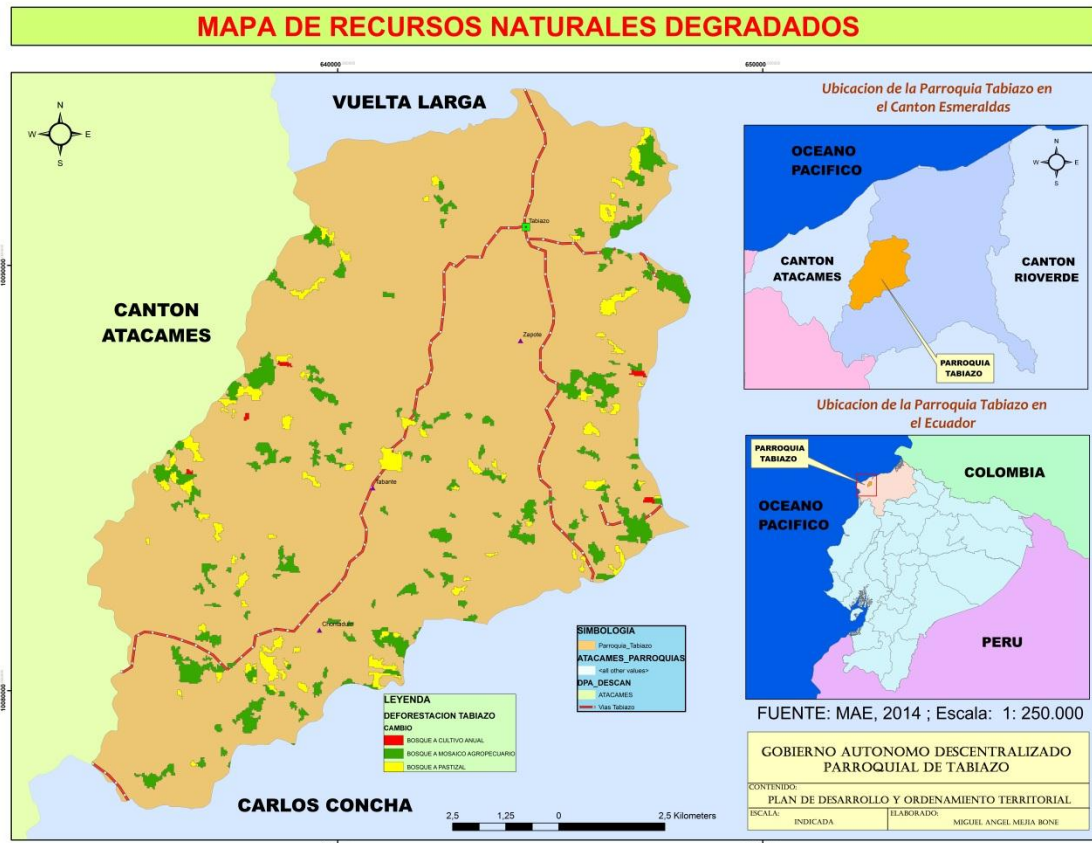 MAPA DE RECURSOS NATURALES DEGRADADOS
640000
650000
VUELTA LARGA
N
W E
S
Tabiazo
10090000
CANTON
ATACAMES
Zapote
Tabante
Chontaduro
10080000
CARLOS CONCHA
LEYENDA
DEFORESTACION TABIAZO
CAMBIO
BOSQUE A CULTIVO ANUAL
BOSQUE A MOSAICO AGROPECUARIO
BOSQUE A PASTIZAL
SIMBOLOGIA
Parroquia_Tabiazo
ATACAMES_PARROQUIAS
<all other values>
DPA_DESCAN
ATACAMES
Vias Tabiazo
2,5 1,25 0 2,5 Kilometers
Ubicacion de la Parroquia Tabiazo en
el Canton Esmeraldas
OCEANO
PACIFICO
N
W E
S
CANTON
ATACAMES
CANTON
RIOVERDE
PARROQUIA
TABIAZO
Ubicacion de la Parroquia Tabiazo en
el Ecuador
PARROQUIA
TABIAZO
COLOMBIA
OCEANO
PACIFICO
PERU
FUENTE: MAE, 2014 ; Escala: 1: 250.000
GOBIERNO AUTONOMO DESCENTRALIZADO
PARROQUIAL DE TABIAZO
CONTENIDO:
PLAN DE DESARROLLO Y ORDENAMIENTO TERRITORIAL
ESCALA:
INDICADA
ELABORADO:
MIGUEL ANGEL MEJIA BONE